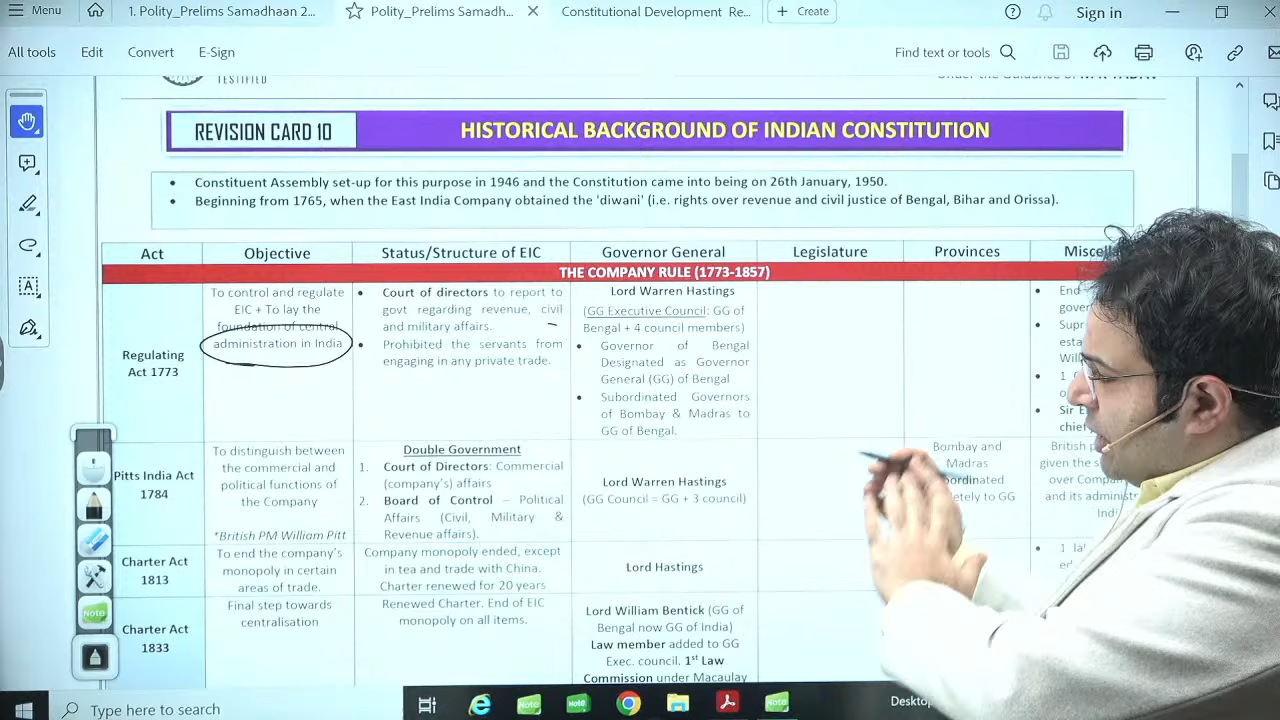 Menu
1. Polity_Prelims Samadhaan 2...
Polity_Prelims Samadh...
Constitutional Development Re...
+ Create
Sign in
All tools
Edit
Convert
E-Sign
Find text or tools
TESTIFIED
REVISION CARD 10
HISTORICAL BACKGROUND OF INDIAN CONSTITUTION
• Constituent Assembly set-up for this purpose in 1946 and the Constitution came into being on 26th January, 1950.
• Beginning from 1765, when the East India Company obtained the 'diwani' (i.e. rights over revenue and civil justice of Bengal, Bihar and Orissa).
Act
Objective
Status/Structure of EIC
Governor General
Legislature
Provinces
THE COMPANY RULE (1773-1857)
Regulating
Act 1773
To control and regulate
EIC + To lay the
foundation of central
administration in India
• Court of directors to report to
govt regarding revenue, civil
and military affairs.
• Prohibited the servants from
engaging in any private trade.
Lord Warren Hastings
(GG Executive Council: GG of
Bengal + 4 council members)
• Governor of Bengal
Designated as Governor
General (GG) of Bengal
• Subordinated Governors
of Bombay & Madras to
GG of Bengal.
Pitts India Act
1784
To distinguish between
the commercial and
political functions of
the Company
*British PM William Pitt
Double Government
1. Court of Directors: Commercial
(company's) affairs
2. Board of Control – Political
Affairs (Civil, Military &
Revenue affairs).
Lord Warren Hastings
(GG Council = GG + 3 council)
Bombay and
Madras
to GG
given the
over
and its
Charter Act
1813
To end the company's
monopoly in certain
areas of trade.
Company monopoly ended, except
in tea and trade with China.
Charter renewed for 20 years
Lord Hastings
Charter Act
1833
Final step towards
centralisation
Renewed Charter. End of EIC
monopoly on all items.
Lord William Bentick (GG of
Bengal now GG of India)
Law member added to GG
Exec. council. 1st Law
Commission under Macaulay
Note
Type here to search
Note
Note
Note